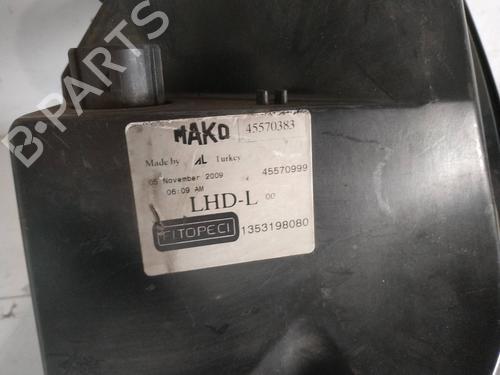 B-PARTS
MAKO 45570383
Made by AL Turkey
05 November 2009 45570999
06:09 AM
LHD-L 00
FITOPECI 1353198080